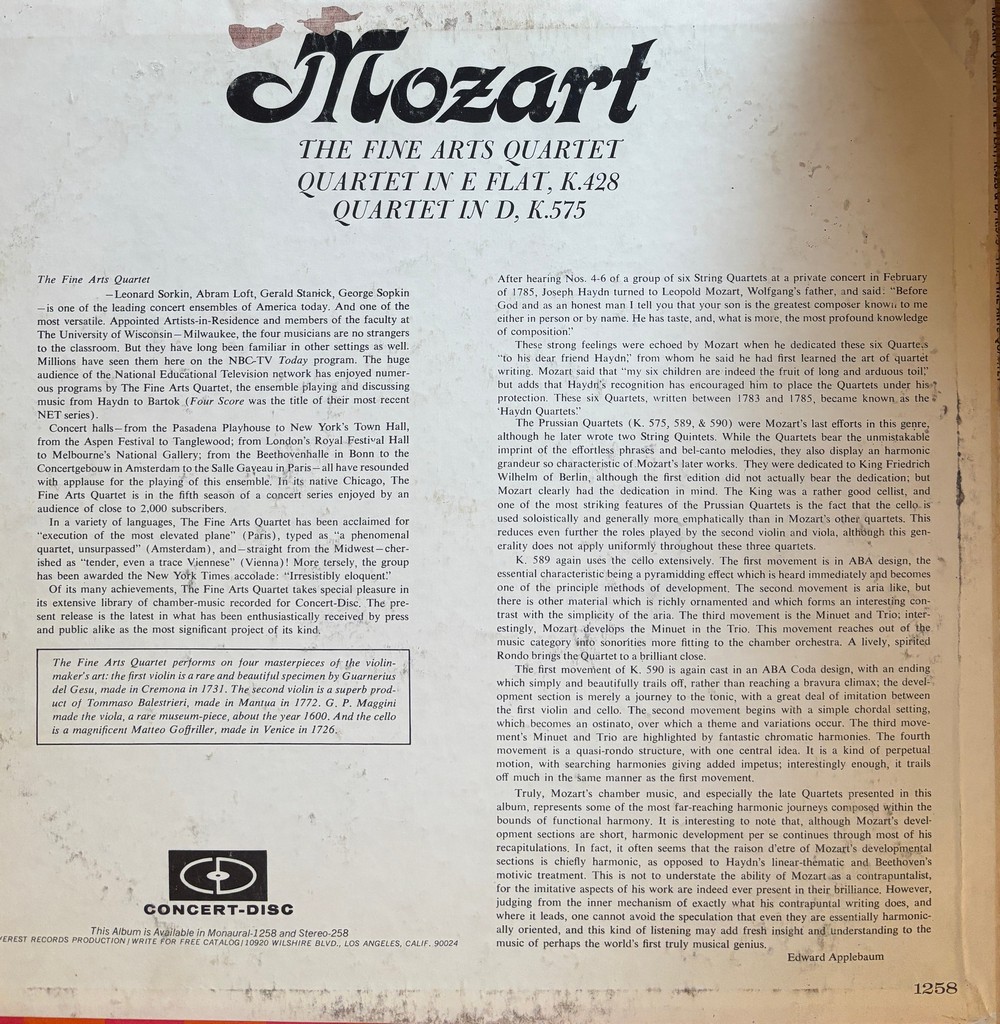 Mozart
THE FINE ARTS QUARTET
QUARTET IN E FLAT, K.428
QUARTET IN D, K.575
The Fine Arts Quartet
—Leonard Sorkin, Abram Loft, Gerald Stanick, George Sopkin
—is one of the leading concert ensembles of America today. And one of the
most versatile. Appointed Artists-in-Residence and members of the faculty at
The University of Wisconsin—Milwaukee, the four musicians are no strangers
to the classroom. But they have long been familiar in other settings as well.
Millions have seen them here on the NBC-TV Today program. The huge
audience of the National Educational Television network has enjoyed numer-
ous programs by The Fine Arts Quartet, the ensemble playing and discussing
music from Haydn to Bartok (Four Score was the title of their most recent
NET series).
Concert halls—from the Pasadena Playhouse to New York's Town Hall,
from the Aspen Festival to Tanglewood; from London's Royal Festival Hall
to Melbourne's National Gallery; from the Beethovenhalle in Bonn to the
Concertgebouw in Amsterdam to the Salle Gaveau in Paris—all have resounded
with applause for the playing of this ensemble. In its native Chicago, The
Fine Arts Quartet is in the fifth season of a concert series enjoyed by an
audience of close to 2,000 subscribers.
In a variety of languages, The Fine Arts Quartet has been acclaimed for
"execution of the most elevated plane" (Paris), typed as "a phenomenal
quartet, unsurpassed" (Amsterdam), and—straight from the Midwest—cher-
ished as "tender, even a trace Viennese" (Vienna)! More tersely, the group
has been awarded the New York Times accolade: "Irresistibly eloquent."
Of its many achievements, The Fine Arts Quartet takes special pleasure in
its extensive library of chamber-music recorded for Concert-Disc. The pre-
sent release is the latest in what has been enthusiastically received by press
and public alike as the most significant project of its kind.
The Fine Arts Quartet performs on four masterpieces of the violin-
maker's art: the first violin is a rare and beautiful specimen by Guarnerius
del Gesu, made in Cremona in 1731. The second violin is a superb prod-
uct of Tommaso Balestrieri, made in Mantua in 1772. G. P. Maggini
made the viola, a rare museum-piece, about the year 1600. And the cello
is a magnificent Matteo Goffriller, made in Venice in 1726.
CD
CONCERT-DISC
This Album is Available in Monaural-1258 and Stereo-258
VEREST RECORDS PRODUCTION/WRITE FOR FREE CATALOG/10920 WILSHIRE BLVD., LOS ANGELES, CALIF. 90024
After hearing Nos. 4-6 of a group of six String Quartets at a private concert in February
of 1785, Joseph Haydn turned to Leopold Mozart, Wolfgang's father, and said: "Before
God and as an honest man I tell you that your son is the greatest composer known to me
either in person or by name. He has taste, and, what is more, the most profound knowledge
of composition."
These strong feelings were echoed by Mozart when he dedicated these six Quartets
"to his dear friend Haydn," from whom he said he had first learned the art of quartet
writing. Mozart said that "my six children are indeed the fruit of long and arduous toil,"
but adds that Haydn's recognition has encouraged him to place the Quartets under his
protection. These six Quartets, written between 1783 and 1785, became known as the
'Haydn Quartets."
The Prussian Quartets (K. 575, 589, & 590) were Mozart's last efforts in this genre,
although he later wrote two String Quintets. While the Quartets bear the unmistakable
imprint of the effortless phrases and bel-canto melodies, they also display an harmonic
grandeur so characteristic of Mozart's later works. They were dedicated to King Friedrich
Wilhelm of Berlin, although the first edition did not actually bear the dedication; but
Mozart clearly had the dedication in mind. The King was a rather good cellist, and
one of the most striking features of the Prussian Quartets is the fact that the cello is
used soloistically and generally more emphatically than in Mozart's other quartets. This
reduces even further the roles played by the second violin and viola, although this gen-
erality does not apply uniformly throughout these three quartets.
K. 589 again uses the cello extensively. The first movement is in ABA design, the
essential characteristic being a pyramidding effect which is heard immediately and becomes
one of the principle methods of development. The second movement is aria like, but
there is other material which is richly ornamented and which forms an interesting con-
trast with the simplicity of the aria. The third movement is the Minuet and Trio; inter-
estingly, Mozart develops the Minuet in the Trio. This movement reaches out of the
music category into sonorities more fitting to the chamber orchestra. A lively, spirited
Rondo brings the Quartet to a brilliant close.
The first movement of K. 590 is again cast in an ABA Coda design, with an ending
which simply and beautifully trails off, rather than reaching a bravura climax; the devel-
opment section is merely a journey to the tonic, with a great deal of imitation between
the first violin and cello. The second movement begins with a simple chordal setting,
which becomes an ostinato, over which a theme and variations occur. The third move-
ment's Minuet and Trio are highlighted by fantastic chromatic harmonies. The fourth
movement is a quasi-rondo structure, with one central idea. It is a kind of perpetual
motion, with searching harmonies giving added impetus; interestingly enough, it trails
off much in the same manner as the first movement.
Truly, Mozart's chamber music, and especially the late Quartets presented in this
album, represents some of the most far-reaching harmonic journeys composed within the
bounds of functional harmony. It is interesting to note that, although Mozart's devel-
opment sections are short, harmonic development per se continues through most of his
recapitulations. In fact, it often seems that the raison d'etre of Mozart's developmental
sections is chiefly harmonic, as opposed to Haydn's linear-thematic and Beethoven's
motivic treatment. This is not to understate the ability of Mozart as a contrapuntalist,
for the imitative aspects of his work are indeed ever present in their brilliance. However,
judging from the inner mechanism of exactly what his contrapuntal writing does, and
where it leads, one cannot avoid the speculation that even they are essentially harmonic-
ally oriented, and this kind of listening may add fresh insight and understanding to the
music of perhaps the world's first truly musical genius.
Edward Applebaum
1258